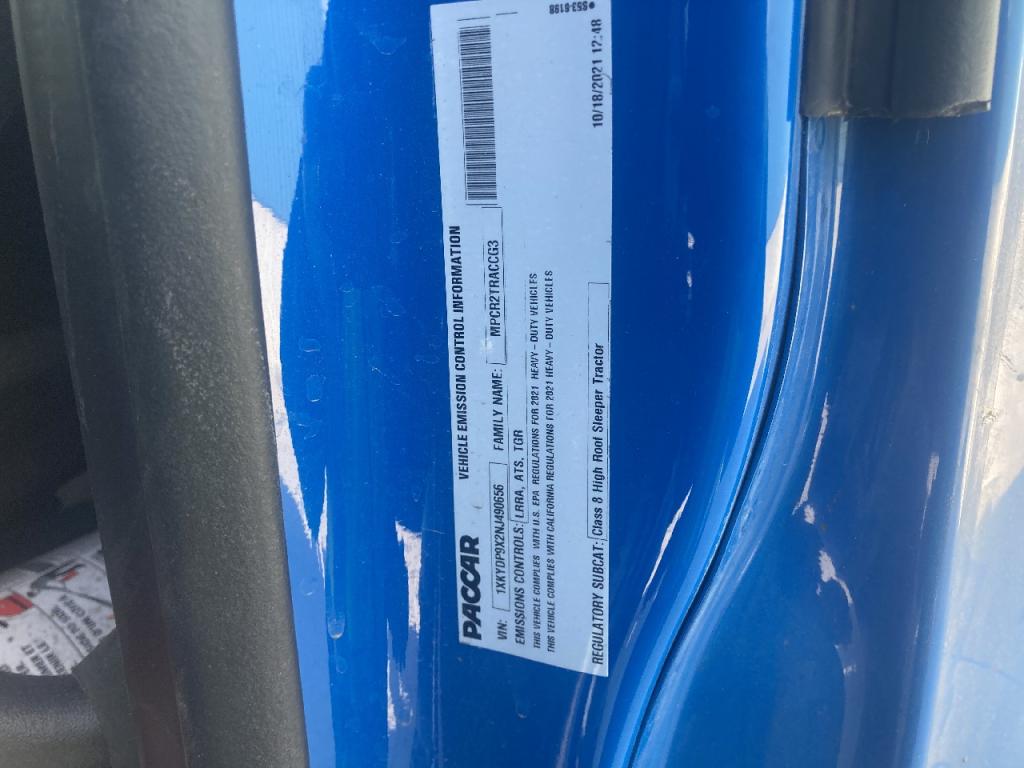 PACCAR
VEHICLE EMISSION CONTROL INFORMATION
VIN: 1XKYDP9X2NJ490656 FAMILY NAME: MPCR2TRACCG3
EMISSIONS CONTROLS: LRRA, ATS, TGR
THIS VEHICLE COMPLIES WITH U.S. EPA REGULATIONS FOR 2021 HEAVY-DUTY VEHICLES
THIS VEHICLE COMPLIES WITH CALIFORNIA REGULATIONS FOR 2021 HEAVY-DUTY VEHICLES
REGULATORY SUBCAT: Class 8 High Roof Sleeper Tractor
10/18/2021 12:48
S53-6198